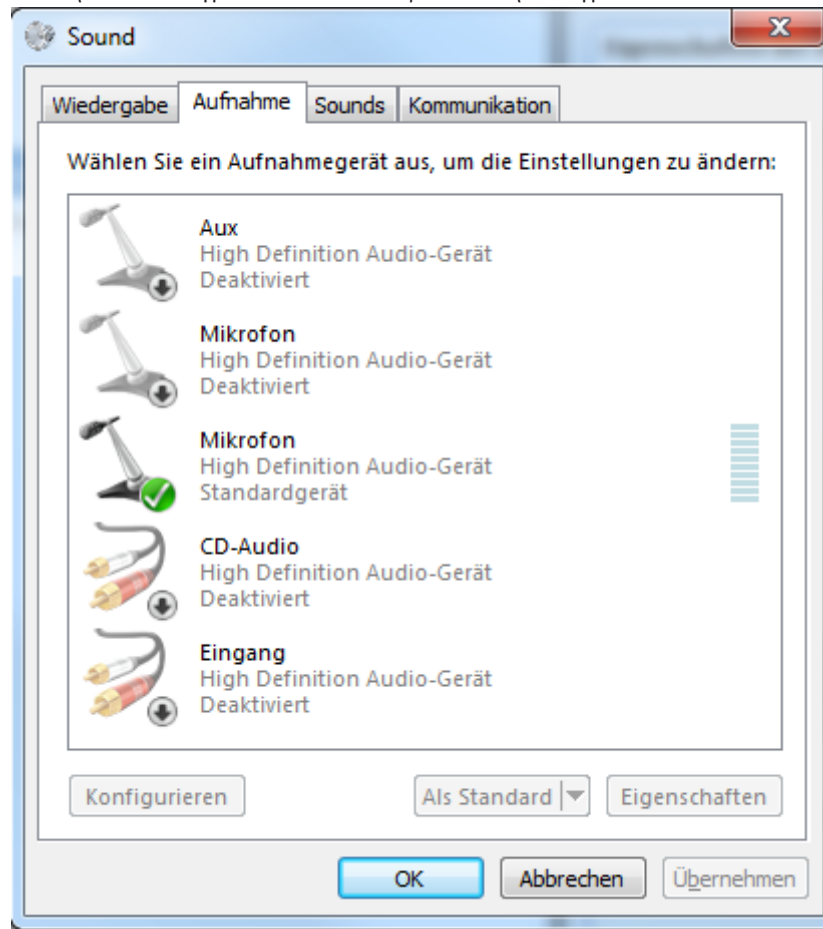 Sound
Wiedergabe Aufnahme Sounds Kommunikation
Wählen Sie ein Aufnahmegerät aus, um die Einstellungen zu ändern:
Aux
High Definition Audio-Gerät
Deaktiviert
Mikrofon
High Definition Audio-Gerät
Deaktiviert
Mikrofon
High Definition Audio-Gerät
Standardgerät
CD-Audio
High Definition Audio-Gerät
Deaktiviert
Eingang
High Definition Audio-Gerät
Deaktiviert
Konfigurieren Als Standard Eigenschaften
OK Abbrechen Übernehmen